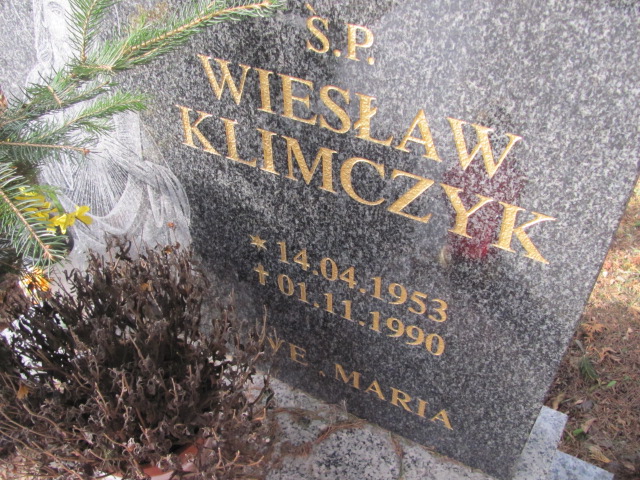 Ś.P.
WIESŁAW
KLIMCZYK
* 14.04.1953
† 01.11.1990
VE MARIA